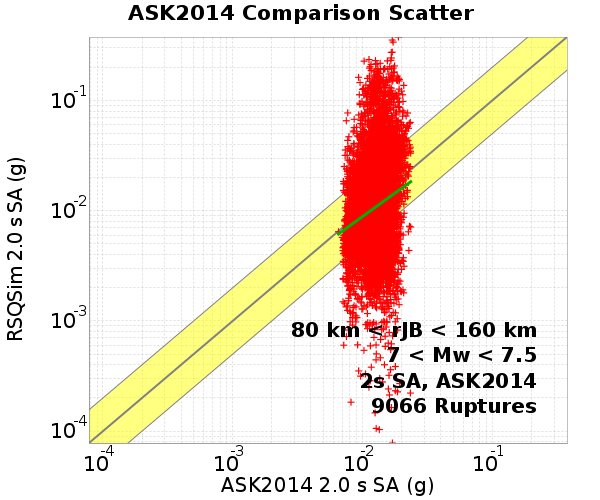 ASK2014 Comparison Scatter
RSQSim 2.0 s SA (g)
10-1
10-2
10-3
10-4
80 km < rJB < 160 km
7 < Mw < 7.5
2s SA, ASK2014
9066 Ruptures
10-4 10-3 10-2 10-1
ASK2014 2.0 s SA (g)